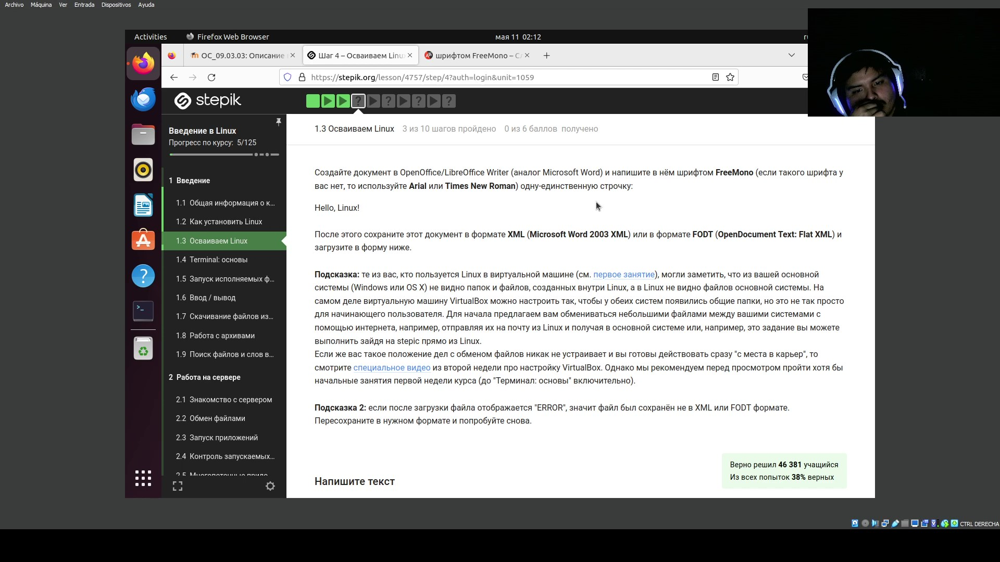 Archivo Máquina Ver Entrada Dispositivos Ayuda
Activities Firefox Web Browser мая 11 02:12
ОС_09.03.03: Описание Шаг 4 – Осваиваем Linu шрифтом FreeMono – С
https://stepik.org/lesson/4757/step/4?auth=login&unit=1059
stepik
Введение в Linux
Прогресс по курсу: 5/125
1 Введение
1.1 Общая информация о к...
1.2 Как установить Linux
1.3 Осваиваем Linux
1.4 Terminal: основы
1.5 Запуск исполняемых ф...
1.6 Ввод / вывод
1.7 Скачивание файлов из...
1.8 Работа с архивами
1.9 Поиск файлов и слов в...
2 Работа на сервере
2.1 Знакомство с сервером
2.2 Обмен файлами
2.3 Запуск приложений
2.4 Контроль запускаемых...
1.3 Осваиваем Linux 3 из 10 шагов пройдено 0 из 6 баллов получено
Создайте документ в OpenOffice/LibreOffice Writer (аналог Microsoft Word) и напишите в нём шрифтом FreeMono (если такого шрифта у
вас нет, то используйте Arial или Times New Roman) одну-единственную строчку:
Hello, Linux!
После этого сохраните этот документ в формате XML (Microsoft Word 2003 XML) или в формате FODT (OpenDocument Text: Flat XML) и
загрузите в форму ниже.
Подсказка: те из вас, кто пользуется Linux в виртуальной машине (см. первое занятие), могли заметить, что из вашей основной
системы (Windows или OS X) не видно папок и файлов, созданных внутри Linux, а в Linux не видно файлов основной системы. На
самом деле виртуальную машину VirtualBox можно настроить так, чтобы у обеих систем появились общие папки, но это не так просто
для начинающего пользователя. Для начала предлагаем вам обмениваться небольшими файлами между вашими системами с
помощью интернета, например, отправляя их на почту из Linux и получая в основной системе или, например, это задание вы можете
выполнить зайдя на stepic прямо из Linux.
Если же вас такое положение дел с обменом файлов никак не устраивает и вы готовы действовать сразу "с места в карьер", то
смотрите специальное видео из второй недели про настройку VirtualBox. Однако мы рекомендуем перед просмотром пройти хотя бы
начальные занятия первой недели курса (до "Терминал: основы" включительно).
Подсказка 2: если после загрузки файла отображается "ERROR", значит файл был сохранён не в XML или FODT формате.
Пересохраните в нужном формате и попробуйте снова.
Верно решил 46 381 учащийся
Из всех попыток 38% верных
Напишите текст
CTRL DERECHA